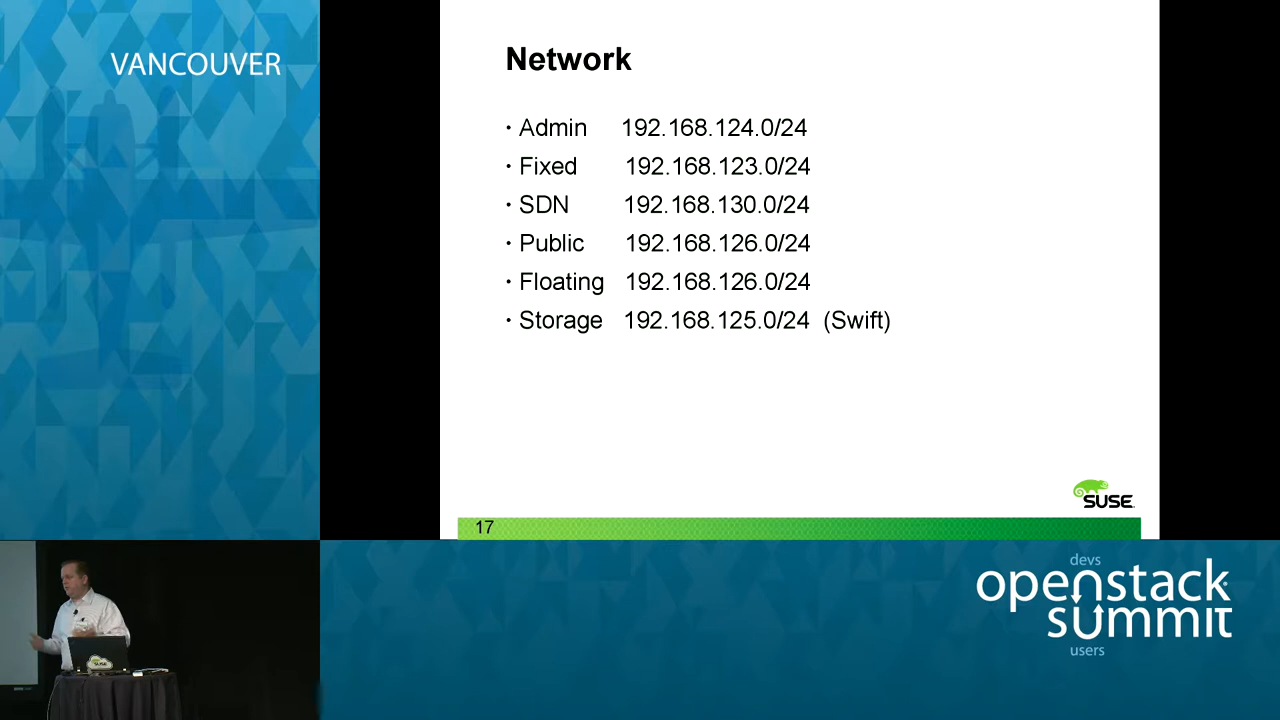 VANCOUVER
Network
· Admin 192.168.124.0/24
· Fixed 192.168.123.0/24
· SDN 192.168.130.0/24
· Public 192.168.126.0/24
· Floating 192.168.126.0/24
· Storage 192.168.125.0/24 (Swift)
SUSE
17
devs
openstack
summit
users
SUSE